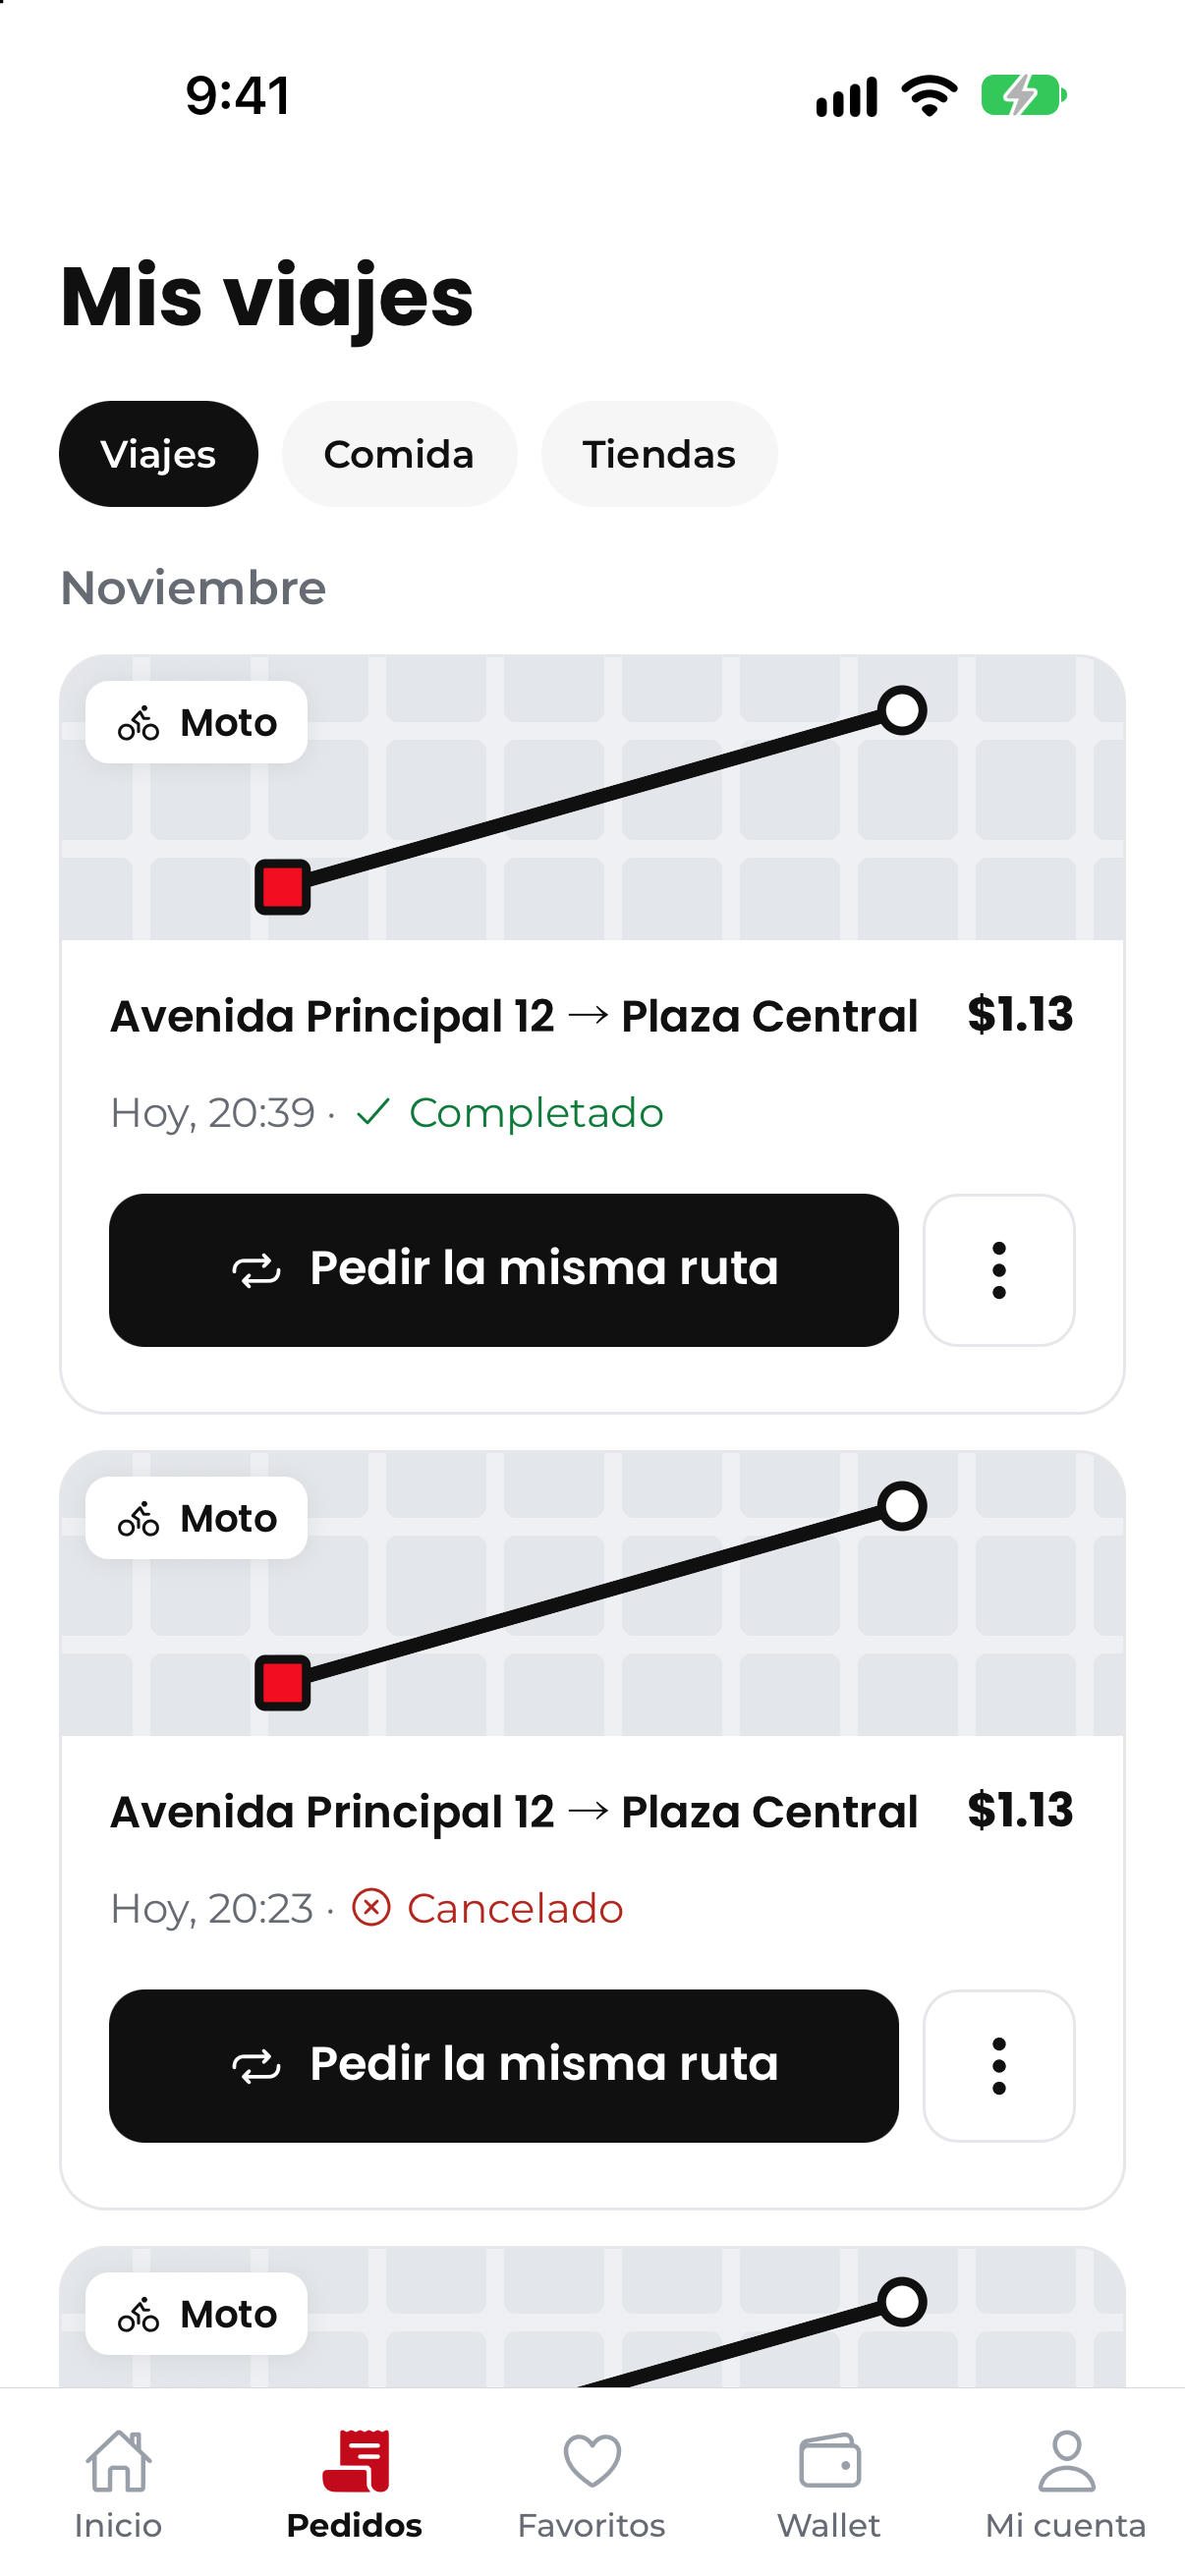 9:41
Mis viajes
Viajes Comida Tiendas
Noviembre
Moto
Avenida Principal 12 → Plaza Central $1.13
Hoy, 20:39 · Completado
Pedir la misma ruta
Moto
Avenida Principal 12 → Plaza Central $1.13
Hoy, 20:23 · Cancelado
Pedir la misma ruta
Moto
Inicio Pedidos Favoritos Wallet Mi cuenta